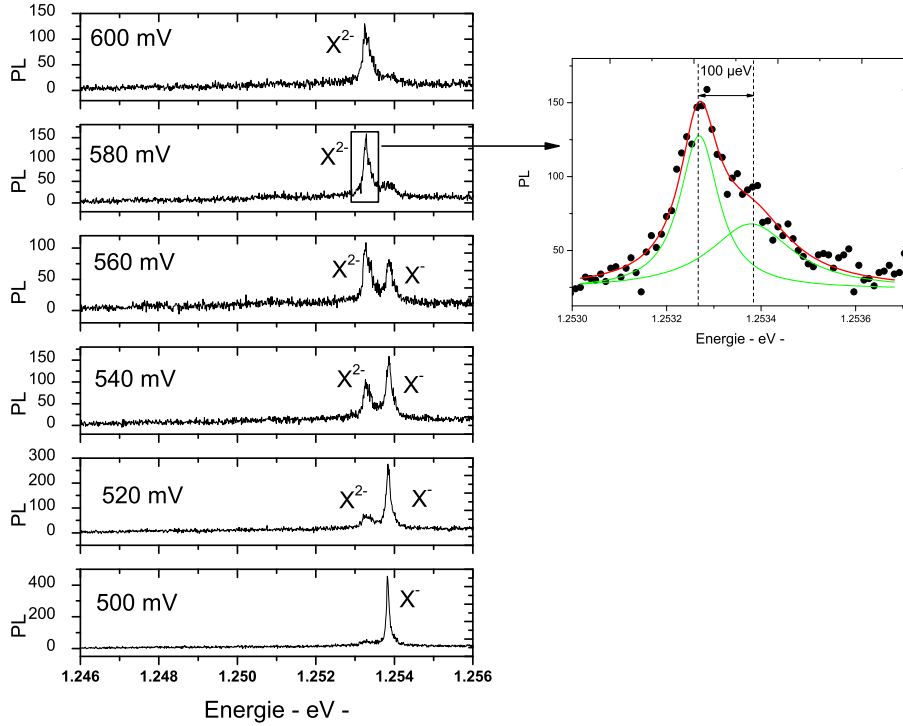 600 mV
X2-
PL
150
100
50
0
580 mV
X2-
PL
150
100
50
0
560 mV
X2-
X-
PL
100
50
0
540 mV
X2-
X-
PL
150
100
50
0
520 mV
X2-
X-
PL
300
200
100
0
500 mV
X-
PL
400
200
0
1.246 1.248 1.250 1.252 1.254 1.256
Energie - eV -
100 µeV
PL
150
100
50
1.2530 1.2532 1.2534 1.2536
Energie - eV -